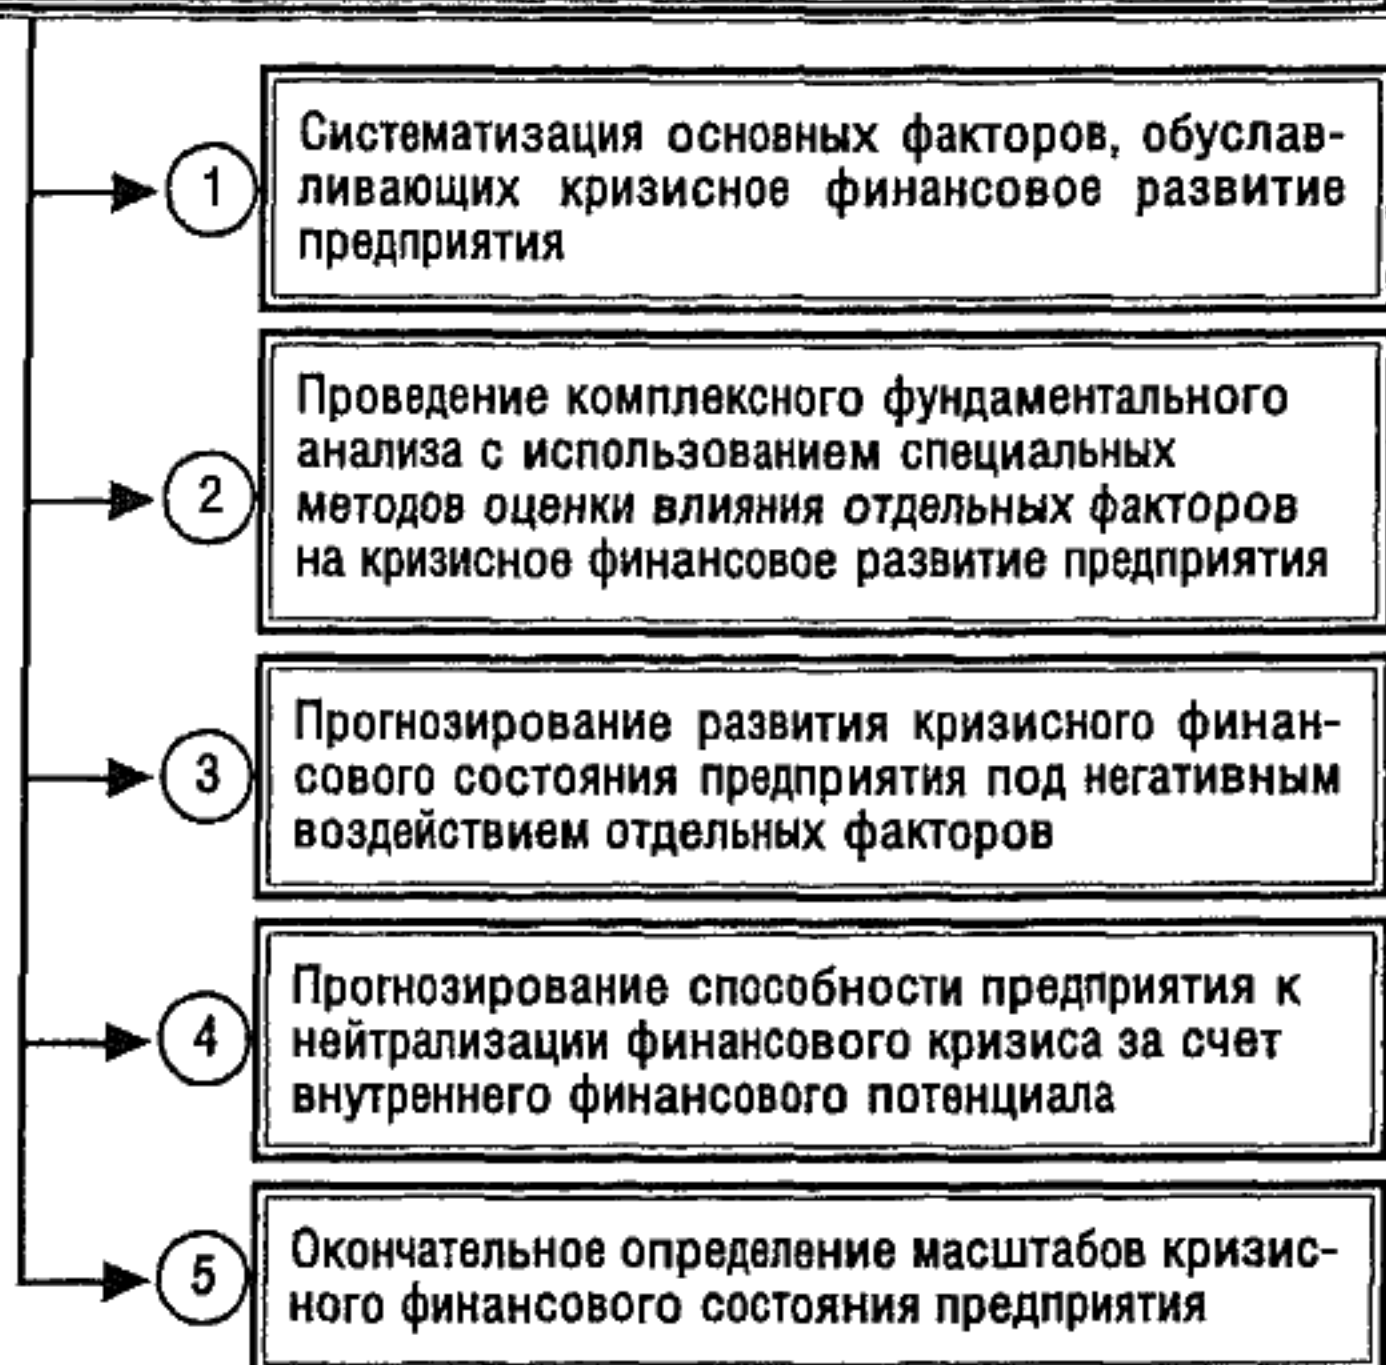 1
Систематизация основных факторов, обуслав-
ливающих кризисное финансовое развитие
предприятия
2
Проведение комплексного фундаментального
анализа с использованием специальных
методов оценки влияния отдельных факторов
на кризисное финансовое развитие предприятия
3
Прогнозирование развития кризисного финан-
сового состояния предприятия под негативным
воздействием отдельных факторов
4
Прогнозирование способности предприятия к
нейтрализации финансового кризиса за счет
внутреннего финансового потенциала
5
Окончательное определение масштабов кризис-
ного финансового состояния предприятия